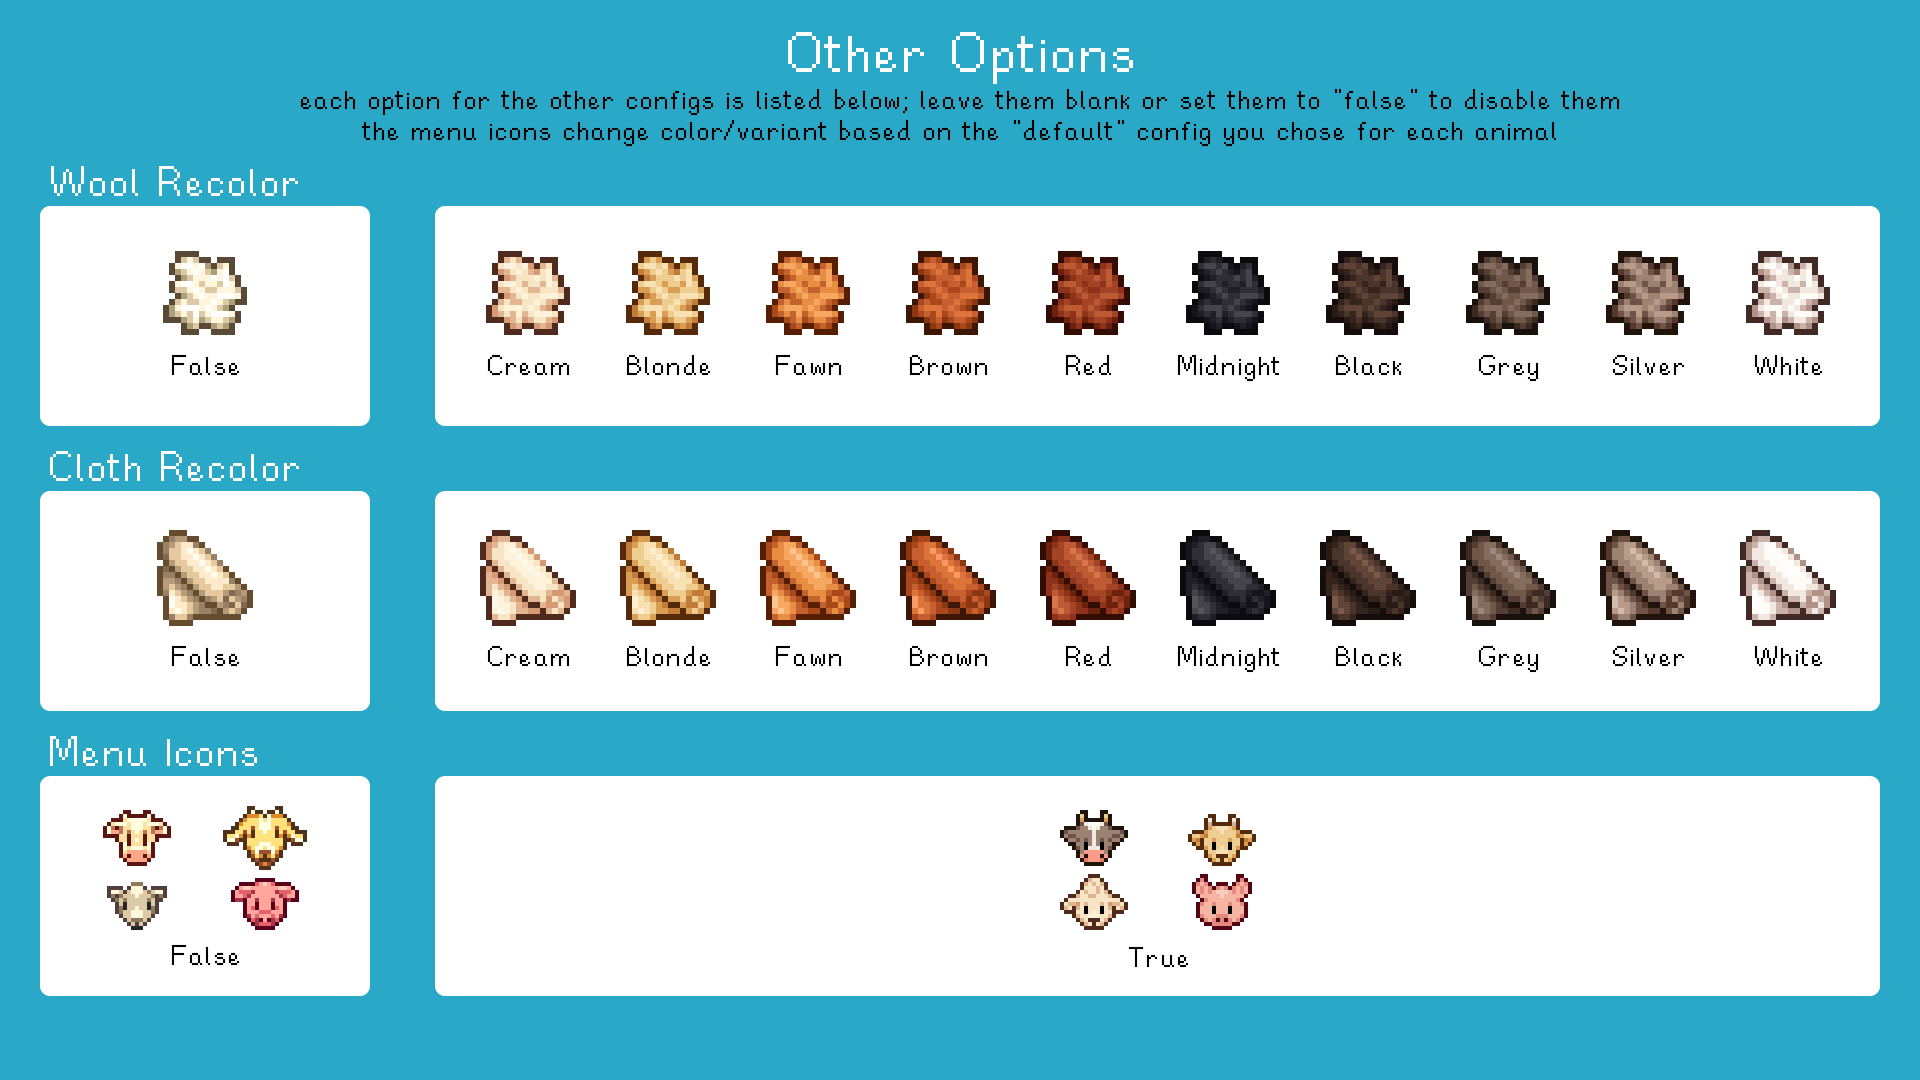 Other Options
each option for the other configs is listed below; leave them blank or set them to "false" to disable them
the menu icons change color/variant based on the "default" config you chose for each animal
Wool Recolor
False
Cream Blonde Fawn Brown Red Midnight Black Grey Silver White
Cloth Recolor
False
Cream Blonde Fawn Brown Red Midnight Black Grey Silver White
Menu Icons
False
True